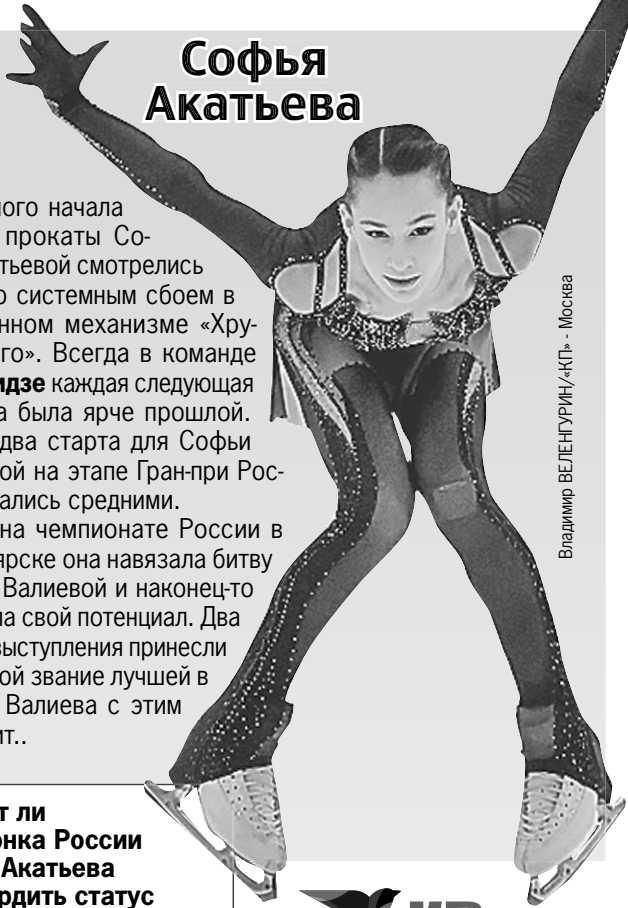 Софья
Акатьева
ного начала
прокаты Со-
тьевой смотрелись
о системным сбоем в
нном механизме «Хру-
го». Всегда в команде
идзе каждая следующая
а была ярче прошлой.
два старта для Софьи
ой на этапе Гран-при Рос-
ались средними.
на чемпионате России в
ярске она навязала битву
Валиевой и наконец-то
ла свой потенциал. Два
выступления принесли
ой звание лучшей в
Валиева с этим
ит..
т ли
онка России
Акатьева
рдить статус
Владимир ВЕЛЕНГУРИН/«КП» - Москва